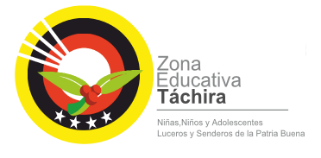 Zona
Educativa
Táchira
Niñas,Niños y Adolescentes
Luceros y Senderos de la Patria Buena